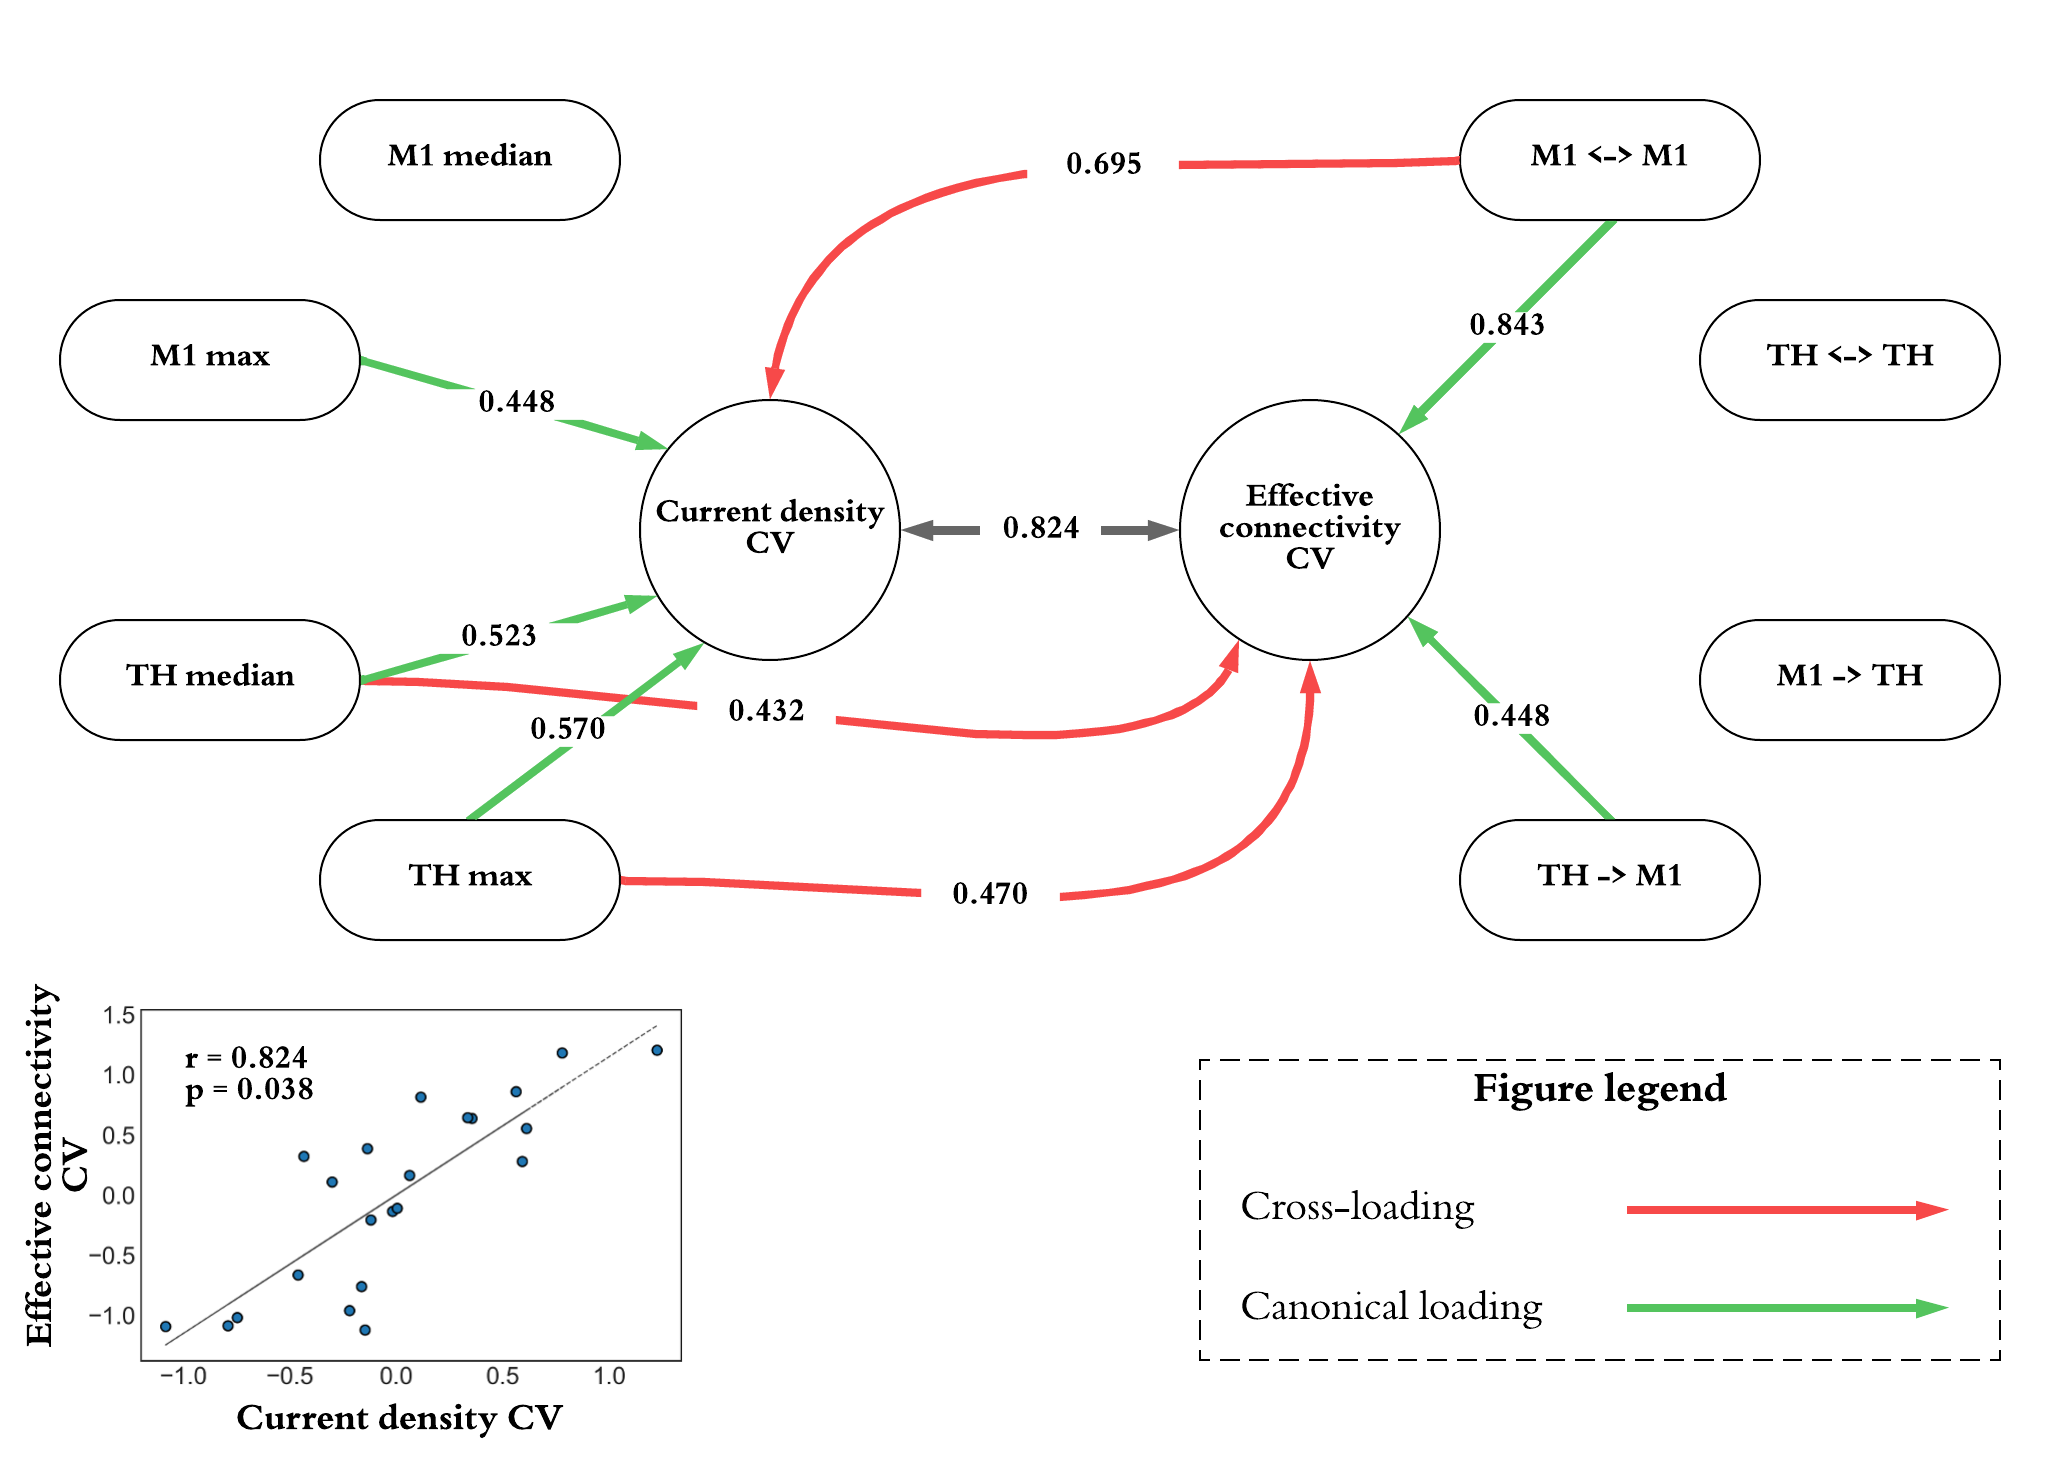 M1 median
M1 <-> M1
0.695
0.843
M1 max
TH <-> TH
0.448
Current density
CV
0.824
Effective
connectivity
CV
0.523
TH median
0.432
0.570
M1 -> TH
0.448
TH max
0.470
TH -> M1
Effective connectivity
CV
1.5
1.0
0.5
0.0
−0.5
−1.0
r = 0.824
p = 0.038
−1.0
−0.5
0.0
0.5
1.0
Current density CV
Figure legend
Cross-loading
Canonical loading